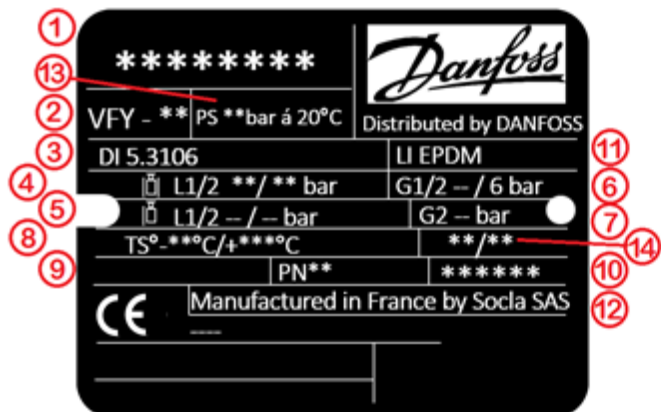 1 ********
Danfoss
13
2 VFY - ** PS **bar á 20°C Distributed by DANFOSS
3 DI 5.3106 LI EPDM 11
4 L1/2 **/ ** bar G1/2 -- / 6 bar 6
5 L1/2 -- / -- bar G2 -- bar 7
8 TS°-**°C/+***°C **/** 14
9 PN** ****** 10
CE Manufactured in France by Socla SAS 12
----